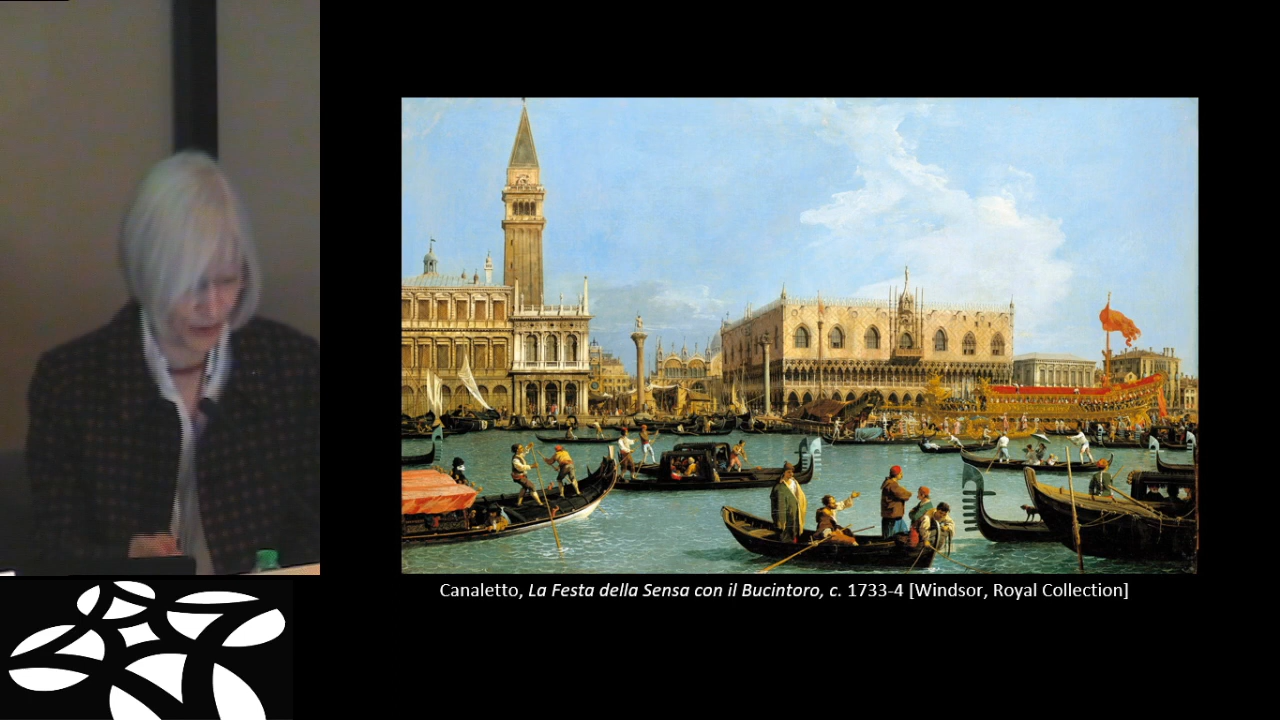 Canaletto, La Festa della Sensa con il Bucintoro, c. 1733-4 [Windsor, Royal Collection]